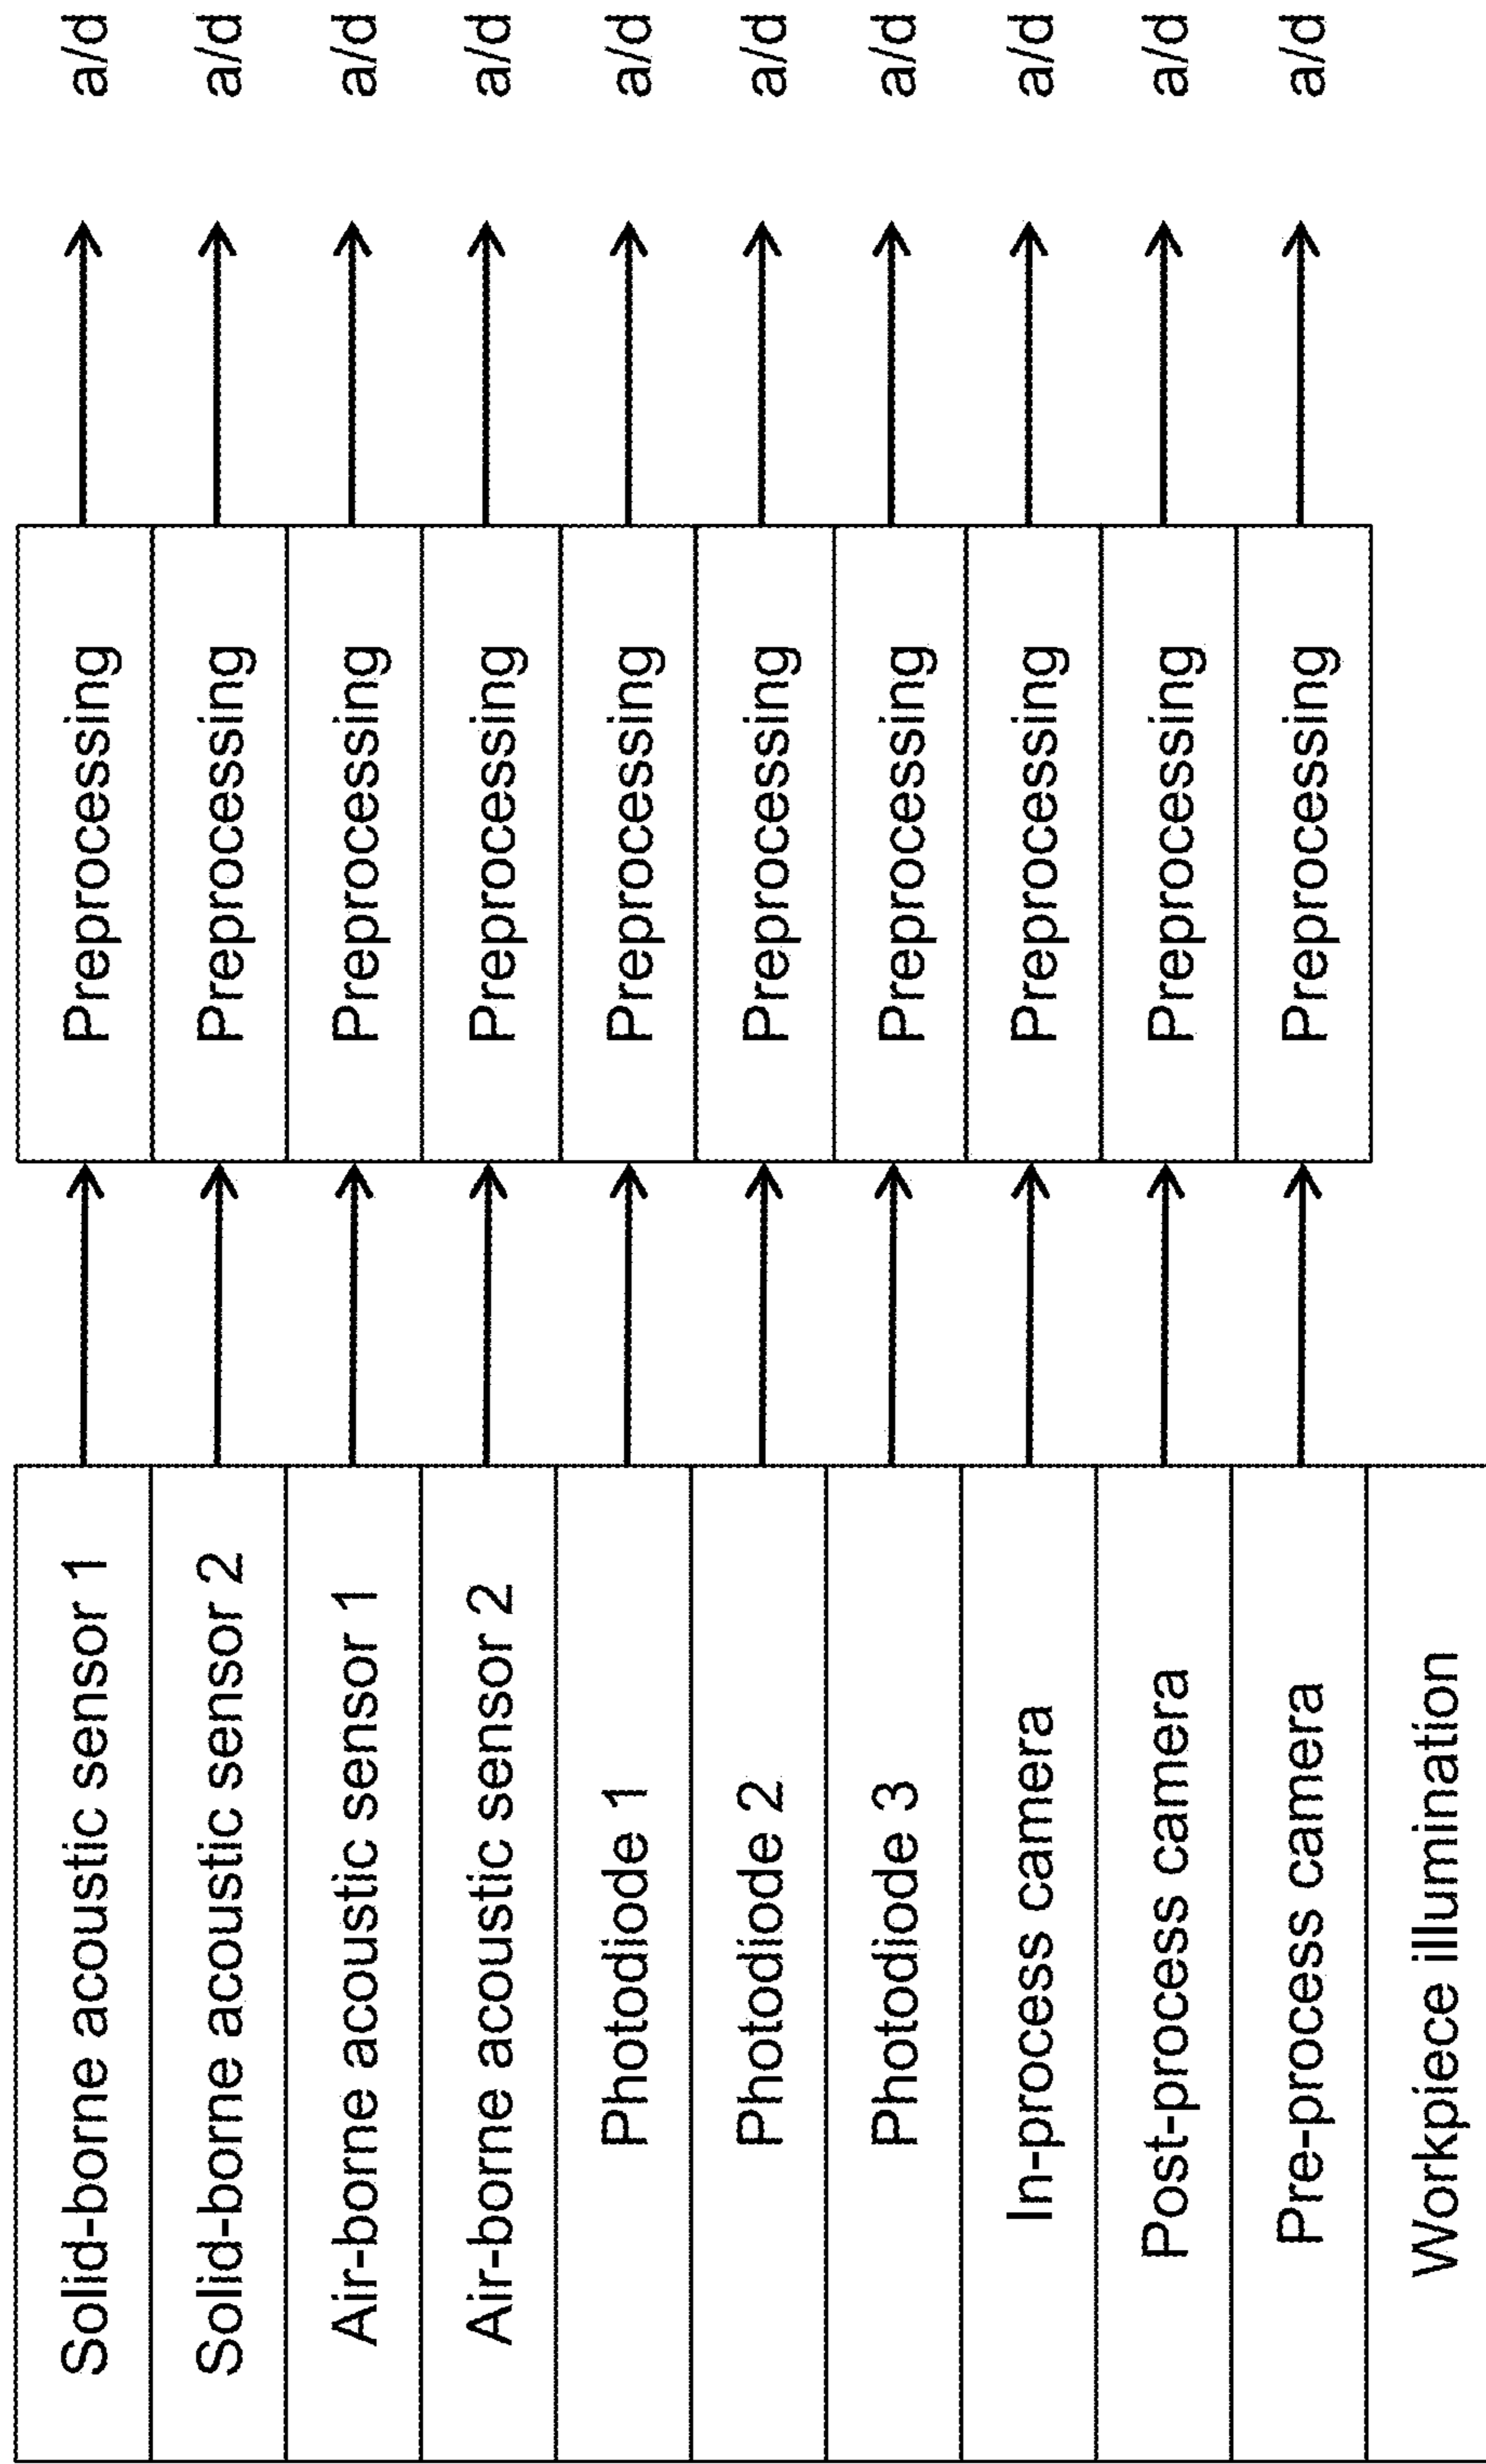 Solid-borne acoustic sensor 1
Preprocessing
a/d
Solid-borne acoustic sensor 2
Preprocessing
a/d
Air-borne acoustic sensor 1
Preprocessing
a/d
Air-borne acoustic sensor 2
Preprocessing
a/d
Photodiode 1
Preprocessing
a/d
Photodiode 2
Preprocessing
a/d
Photodiode 3
Preprocessing
a/d
In-process camera
Preprocessing
a/d
Post-process camera
Preprocessing
a/d
Pre-process camera
Preprocessing
a/d
Workpiece illumination